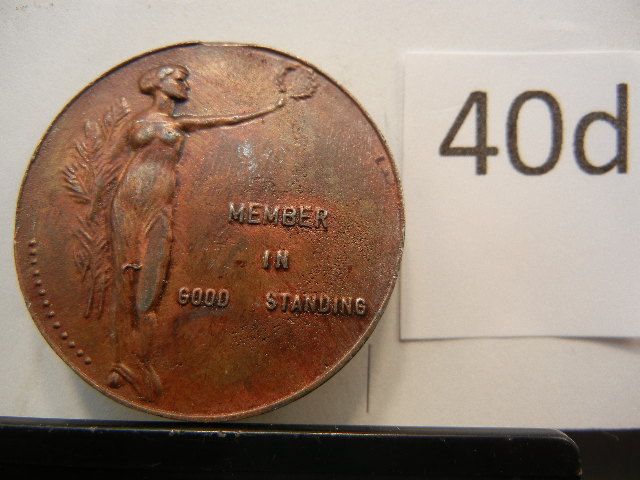 MEMBER
IN
GOOD STANDING
40d